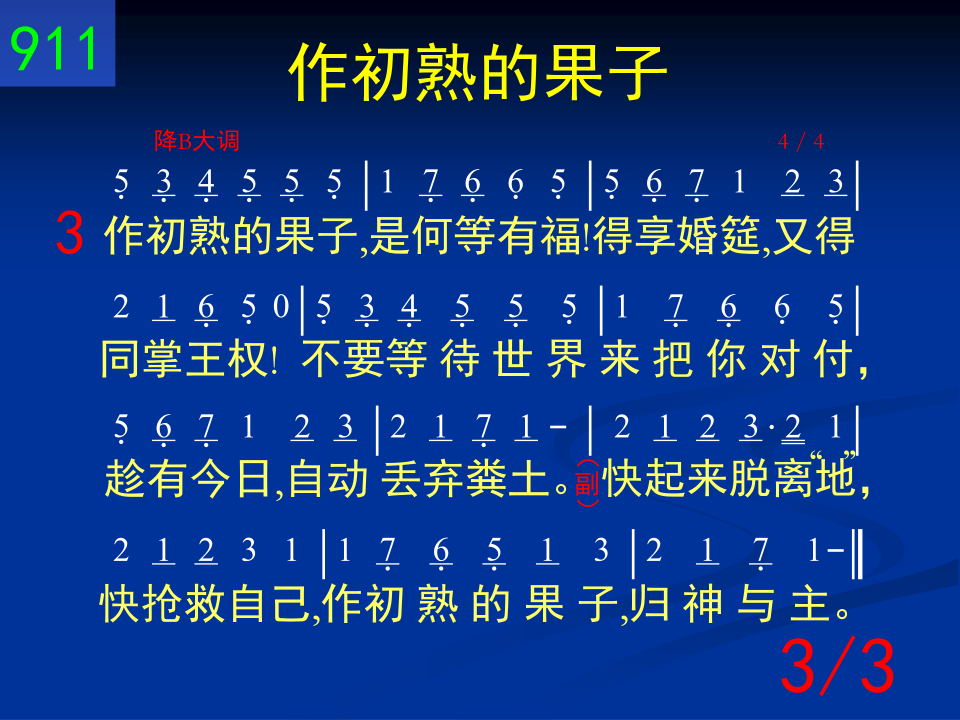 911
作初熟的果子
降B大调 4／4
5 3 4 5 5 5 | 1 7 6 6 5 | 5 6 7 1 2 3 |
3 作初熟的果子,是何等有福!得享婚筵,又得
2 1 6 5 0 | 5 3 4 5 5 5 | 1 7 6 6 5 |
同掌王权! 不要等待世界来把你对付，
5 6 7 1 2 3 | 2 1 7 1 - | 2 1 2 3 · 2 1 |
趁有今日,自动丢弃粪土。（副）快起来脱离“地”，
2 1 2 3 1 | 1 7 6 5 1 3 | 2 1 7 1 - ‖
快抢救自己,作初熟的果子,归神与主。
3/3